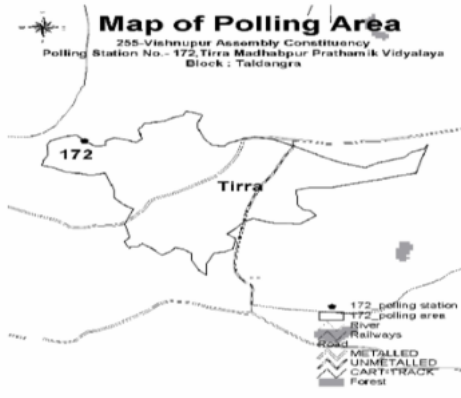 Map of Polling Area
255-Vishnupur Assembly Constituency
Polling Station No.- 172,Tirra Madhabpur Prathamik Vidyalaya
Block : Taldangra
172
Tirra
172_polling station
172_polling area
River
Railways
Road
METALLED
UNMETALLED
CART-TRACK
Forest